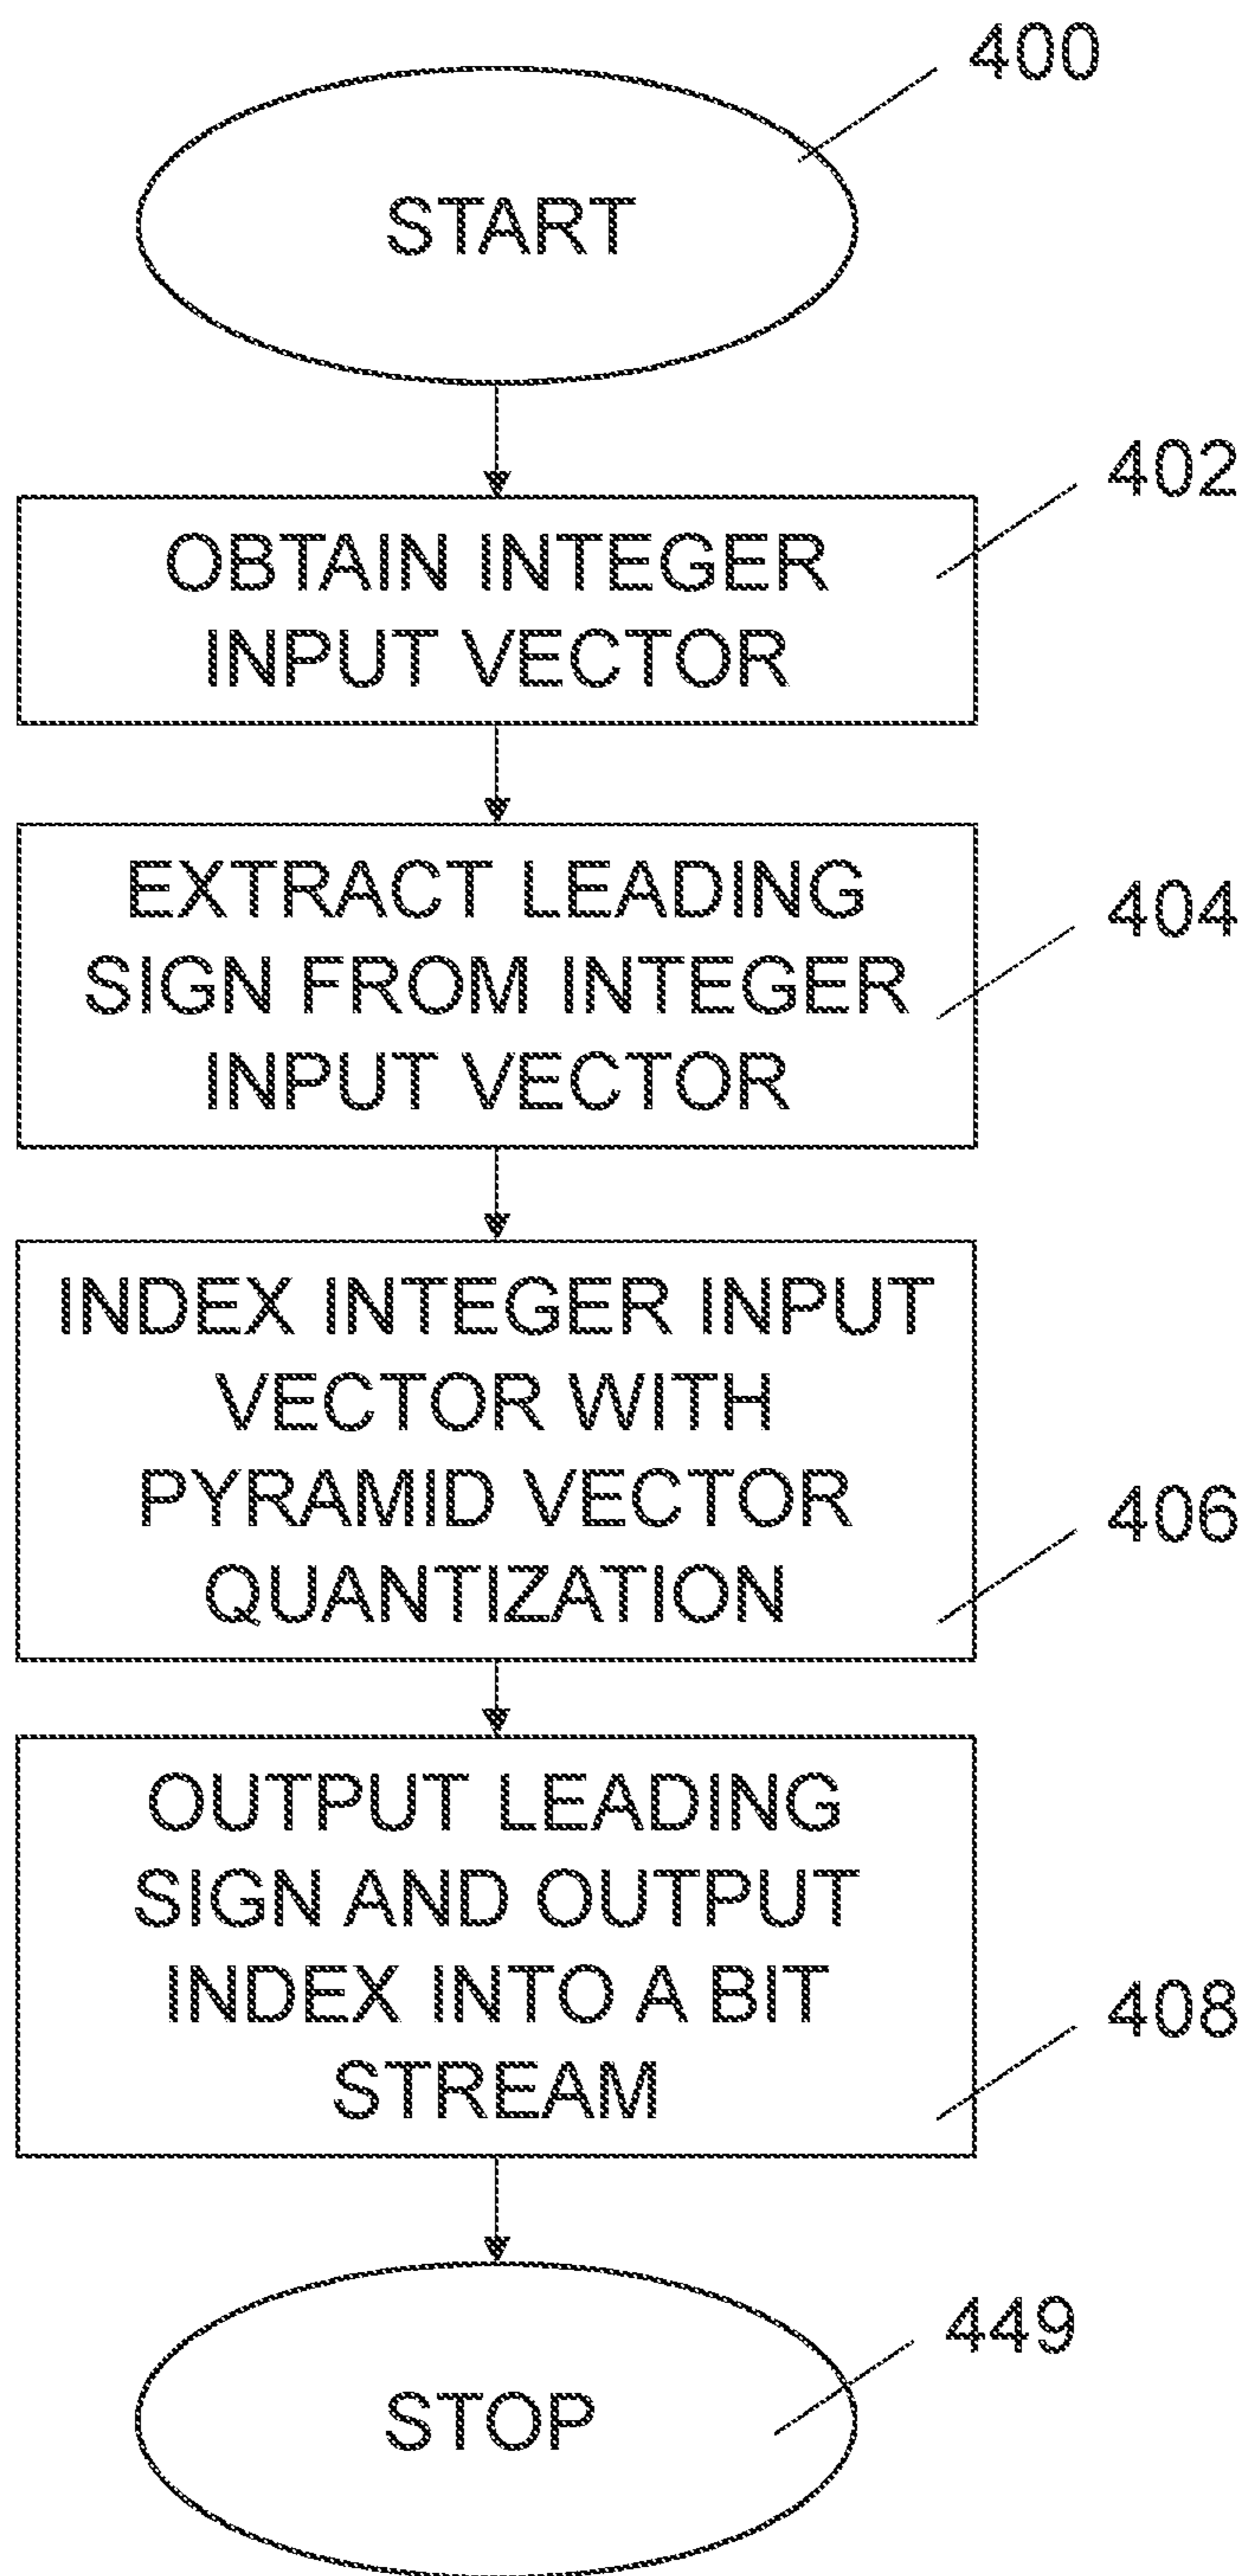 400
START
402
OBTAIN INTEGER
INPUT VECTOR
404
EXTRACT LEADING
SIGN FROM INTEGER
INPUT VECTOR
406
INDEX INTEGER INPUT
VECTOR WITH
PYRAMID VECTOR
QUANTIZATION
408
OUTPUT LEADING
SIGN AND OUTPUT
INDEX INTO A BIT
STREAM
449
STOP